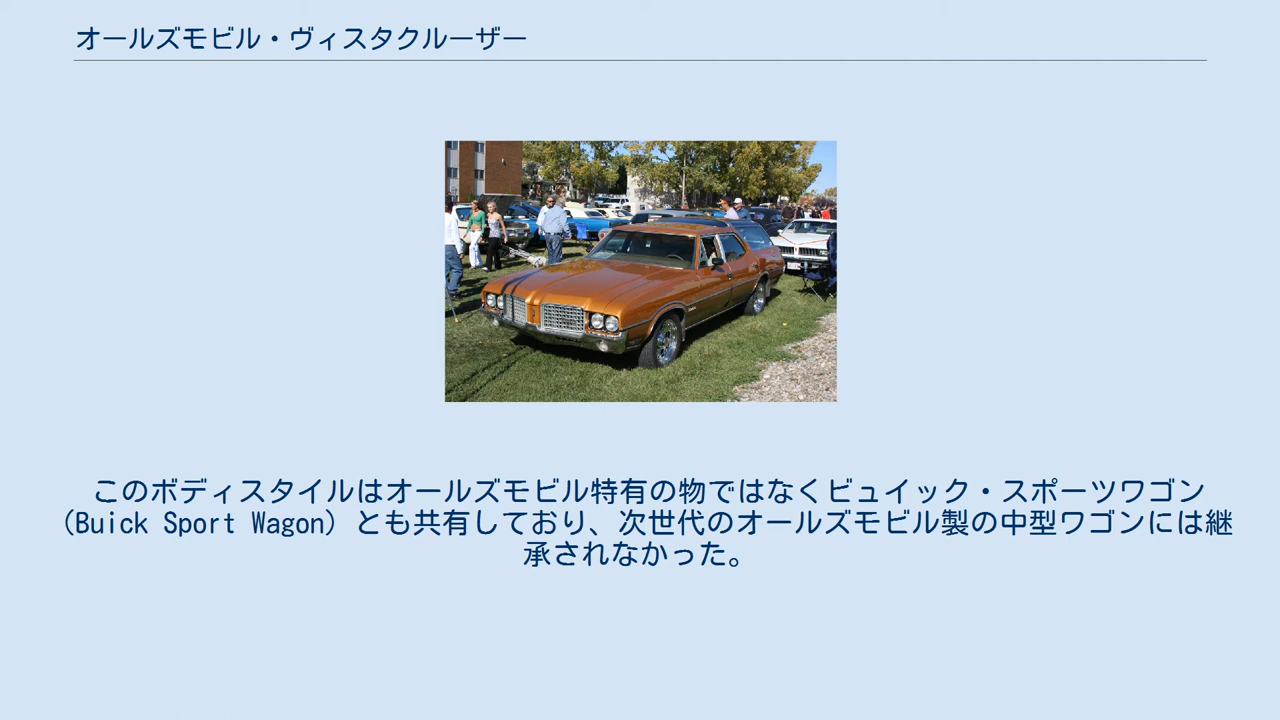 オールズモビル・ヴィスタクルーザー
このボディスタイルはオールズモビル特有の物ではなくビュイック・スポーツワゴン
(Buick Sport Wagon) とも共有しており、次世代のオールズモビル製の中型ワゴンには継
承されなかった。